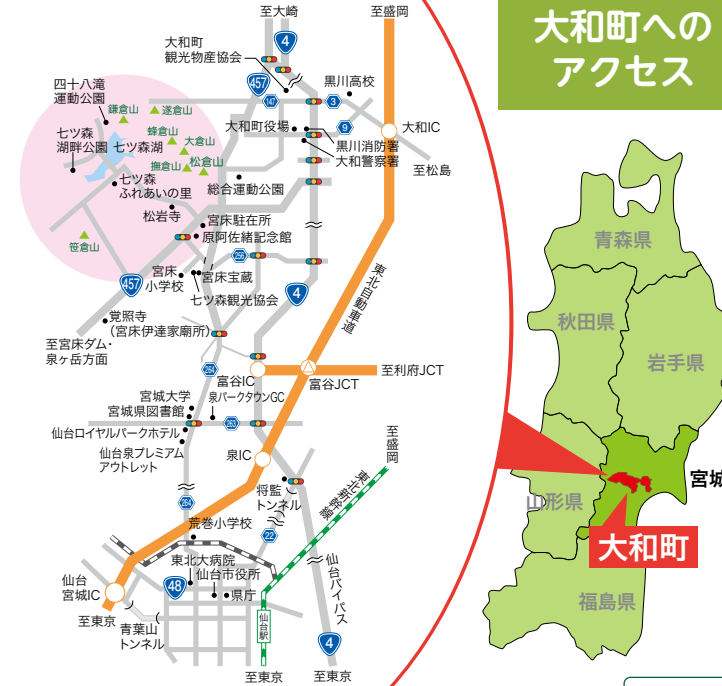 大和町への
アクセス
至大崎
至盛岡
4
大和町
観光物産協会
457
黒川高校
四十八滝
運動公園
鎌倉山
遂倉山
147
3
蜂倉山
大和町役場
9
大和IC
七ツ森
湖畔公園
七ツ森湖
大倉山
黒川消防署
大和警察署
撫倉山
松倉山
至松島
七ツ森
ふれあいの里
総合運動公園
松岩寺
宮床駐在所
原阿佐緒記念館
笹倉山
256
宮床
小学校
宮床宝蔵
457
七ツ森観光協会
4
東北自動車道
覚照寺
(宮床伊達家廟所)
至宮床ダム・
泉ヶ岳方面
264
富谷IC
富谷JCT
至利府JCT
宮城大学
宮城県図書館
泉パークタウンGC
263
仙台ロイヤルパークホテル
仙台泉プレミアム
アウトレット
泉IC
至盛岡
将監
トンネル
東北新幹線
264
荒巻小学校
22
東北大病院
仙台市役所
仙台
宮城IC
48
県庁
仙台バイパス
至東京
青葉山
トンネル
仙台駅
4
至東京
至東京
青森県
秋田県
岩手県
宮城
山形県
大和町
福島県